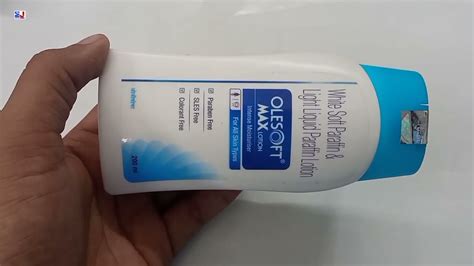 White Soft Paraffin &
Light Liquid Paraffin Lotion
OLESOFT®
MAX LOTION
Intense Moisturiser
For All Skin Types
Paraben Free
SLES Free
Colorant Free
200 ml